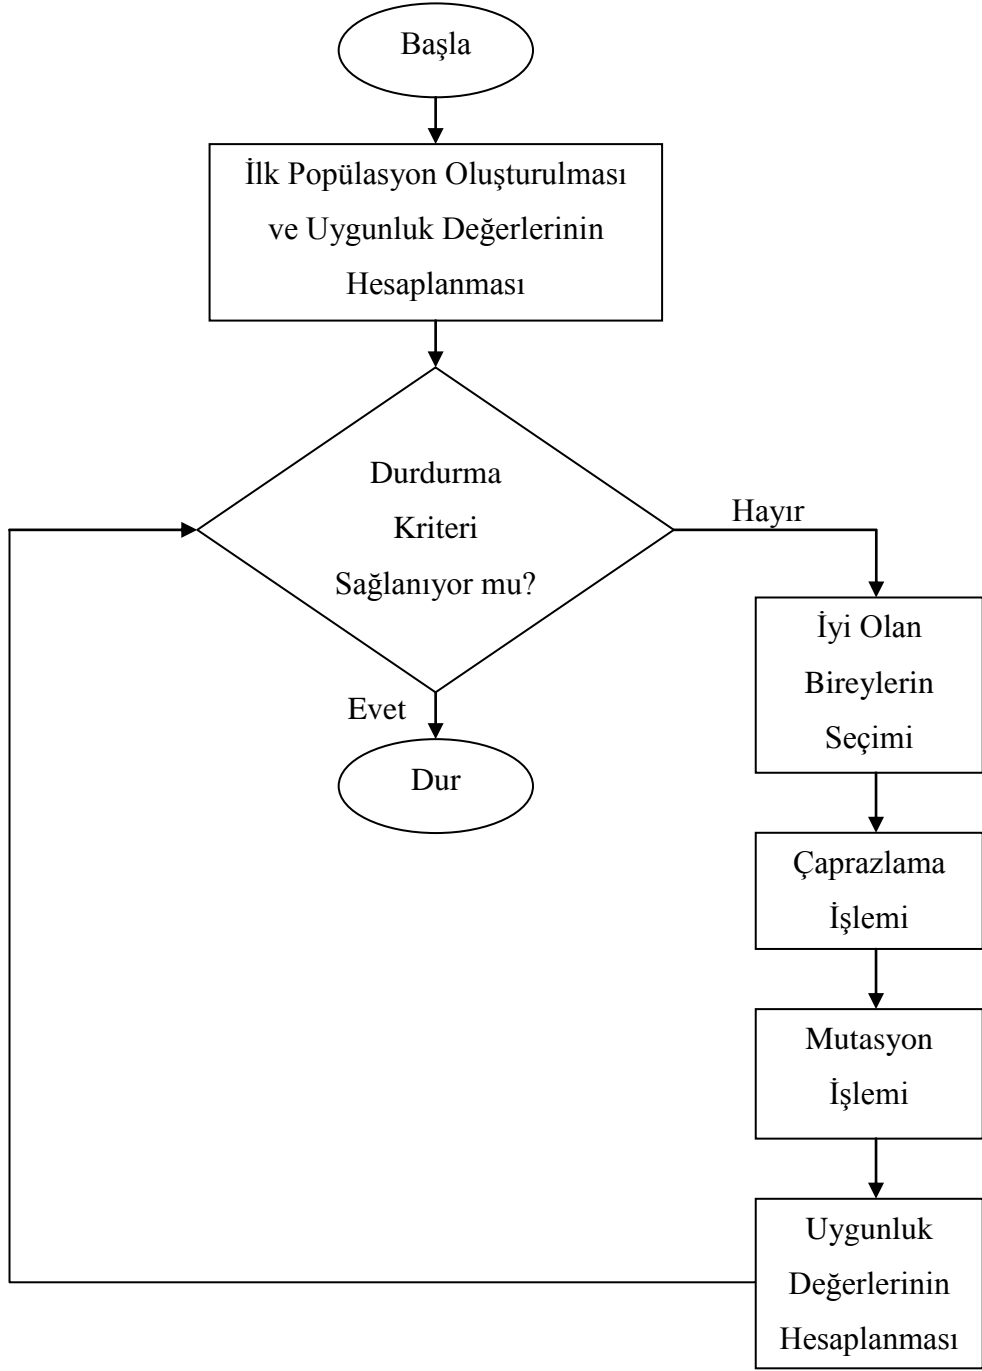 Başla
İlk Popülasyon Oluşturulması
ve Uygunluk Değerlerinin
Hesaplanması
Durdurma
Kriteri
Sağlanıyor mu?
Hayır
Evet
Dur
İyi Olan
Bireylerin
Seçimi
Çaprazlama
İşlemi
Mutasyon
İşlemi
Uygunluk
Değerlerinin
Hesaplanması